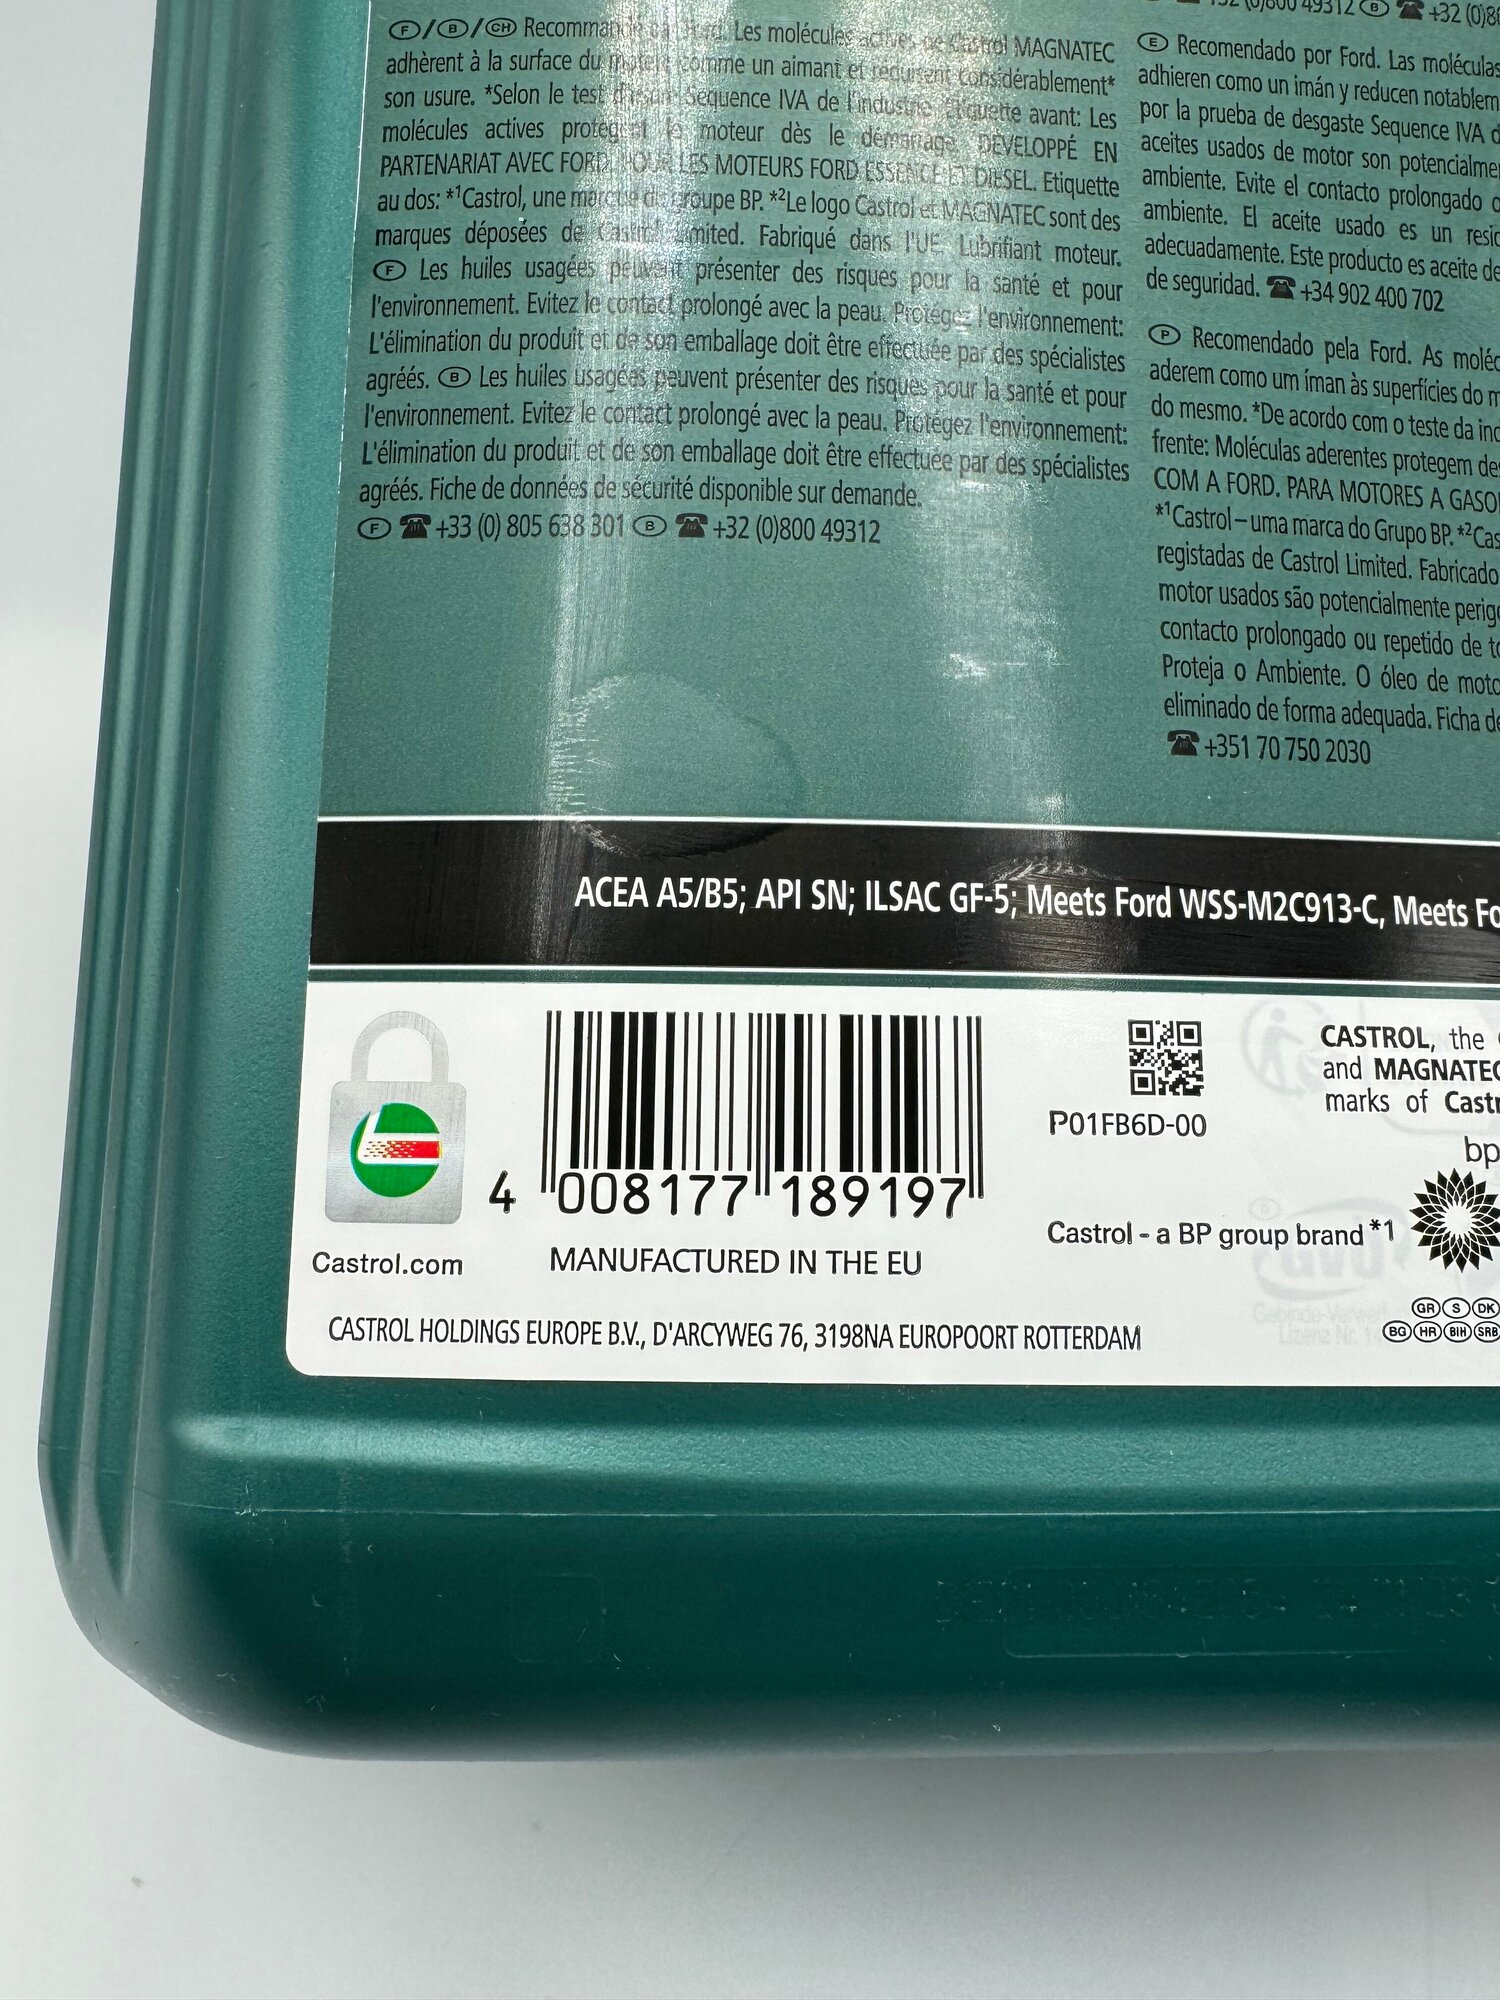 +32 (0)800 49312 B +32 (0)8
F/B/CH Recommandé par Ford. Les molécules actives de Castrol MAGNATEC
adhèrent à la surface du moteur comme un aimant et réduisent considérablement*
son usure. *Selon le test d'usure Sequence IVA de l'industrie. Etiquette avant: Les
molécules actives protègent le moteur dès le démarrage. DÉVELOPPÉ EN
PARTENARIAT AVEC FORD. POUR LES MOTEURS FORD ESSENCE ET DIESEL. Etiquette
au dos: *¹Castrol, une marque du groupe BP. *²Le logo Castrol et MAGNATEC sont des
marques déposées de Castrol Limited. Fabriqué dans l'UE. Lubrifiant moteur.
F Les huiles usagées peuvent présenter des risques pour la santé et pour
l'environnement. Evitez le contact prolongé avec la peau. Protégez l'environnement:
L'élimination du produit et de son emballage doit être effectuée par des spécialistes
agréés. B Les huiles usagées peuvent présenter des risques pour la santé et pour
l'environnement. Evitez le contact prolongé avec la peau. Protégez l'environnement:
L'élimination du produit et de son emballage doit être effectuée par des spécialistes
agréés. Fiche de données de sécurité disponible sur demande.
F +33 (0) 805 638 301 B +32 (0)800 49312
E Recomendado por Ford. Las moléculas
adhieren como un imán y reducen notablem
por la prueba de desgaste Sequence IVA d
aceites usados de motor son potencialme
ambiente. Evite el contacto prolongado o
ambiente. El aceite usado es un resid
adecuadamente. Este producto es aceite de
de seguridad. +34 902 400 702
P Recomendado pela Ford. As moléc
aderem como um íman às superfícies do m
do mesmo. *De acordo com o teste da ind
frente: Moléculas aderentes protegem de
COM A FORD. PARA MOTORES A GASO
*¹Castrol – uma marca do Grupo BP. *²Cas
registadas de Castrol Limited. Fabricado
motor usados são potencialmente perig
contacto prolongado ou repetido de to
Proteja o Ambiente. O óleo de moto
eliminado de forma adequada. Ficha de
+351 70 750 2030
ACEA A5/B5; API SN; ILSAC GF-5; Meets Ford WSS-M2C913-C, Meets Fo
4 008177 189197
MANUFACTURED IN THE EU
Castrol.com
P01FB6D-00
CASTROL, the
and MAGNATEC
marks of Castr
bp
Castrol - a BP group brand *1
GR S DK
BG HR BIH SRB
CASTROL HOLDINGS EUROPE B.V., D'ARCYWEG 76, 3198NA EUROPOORT ROTTERDAM